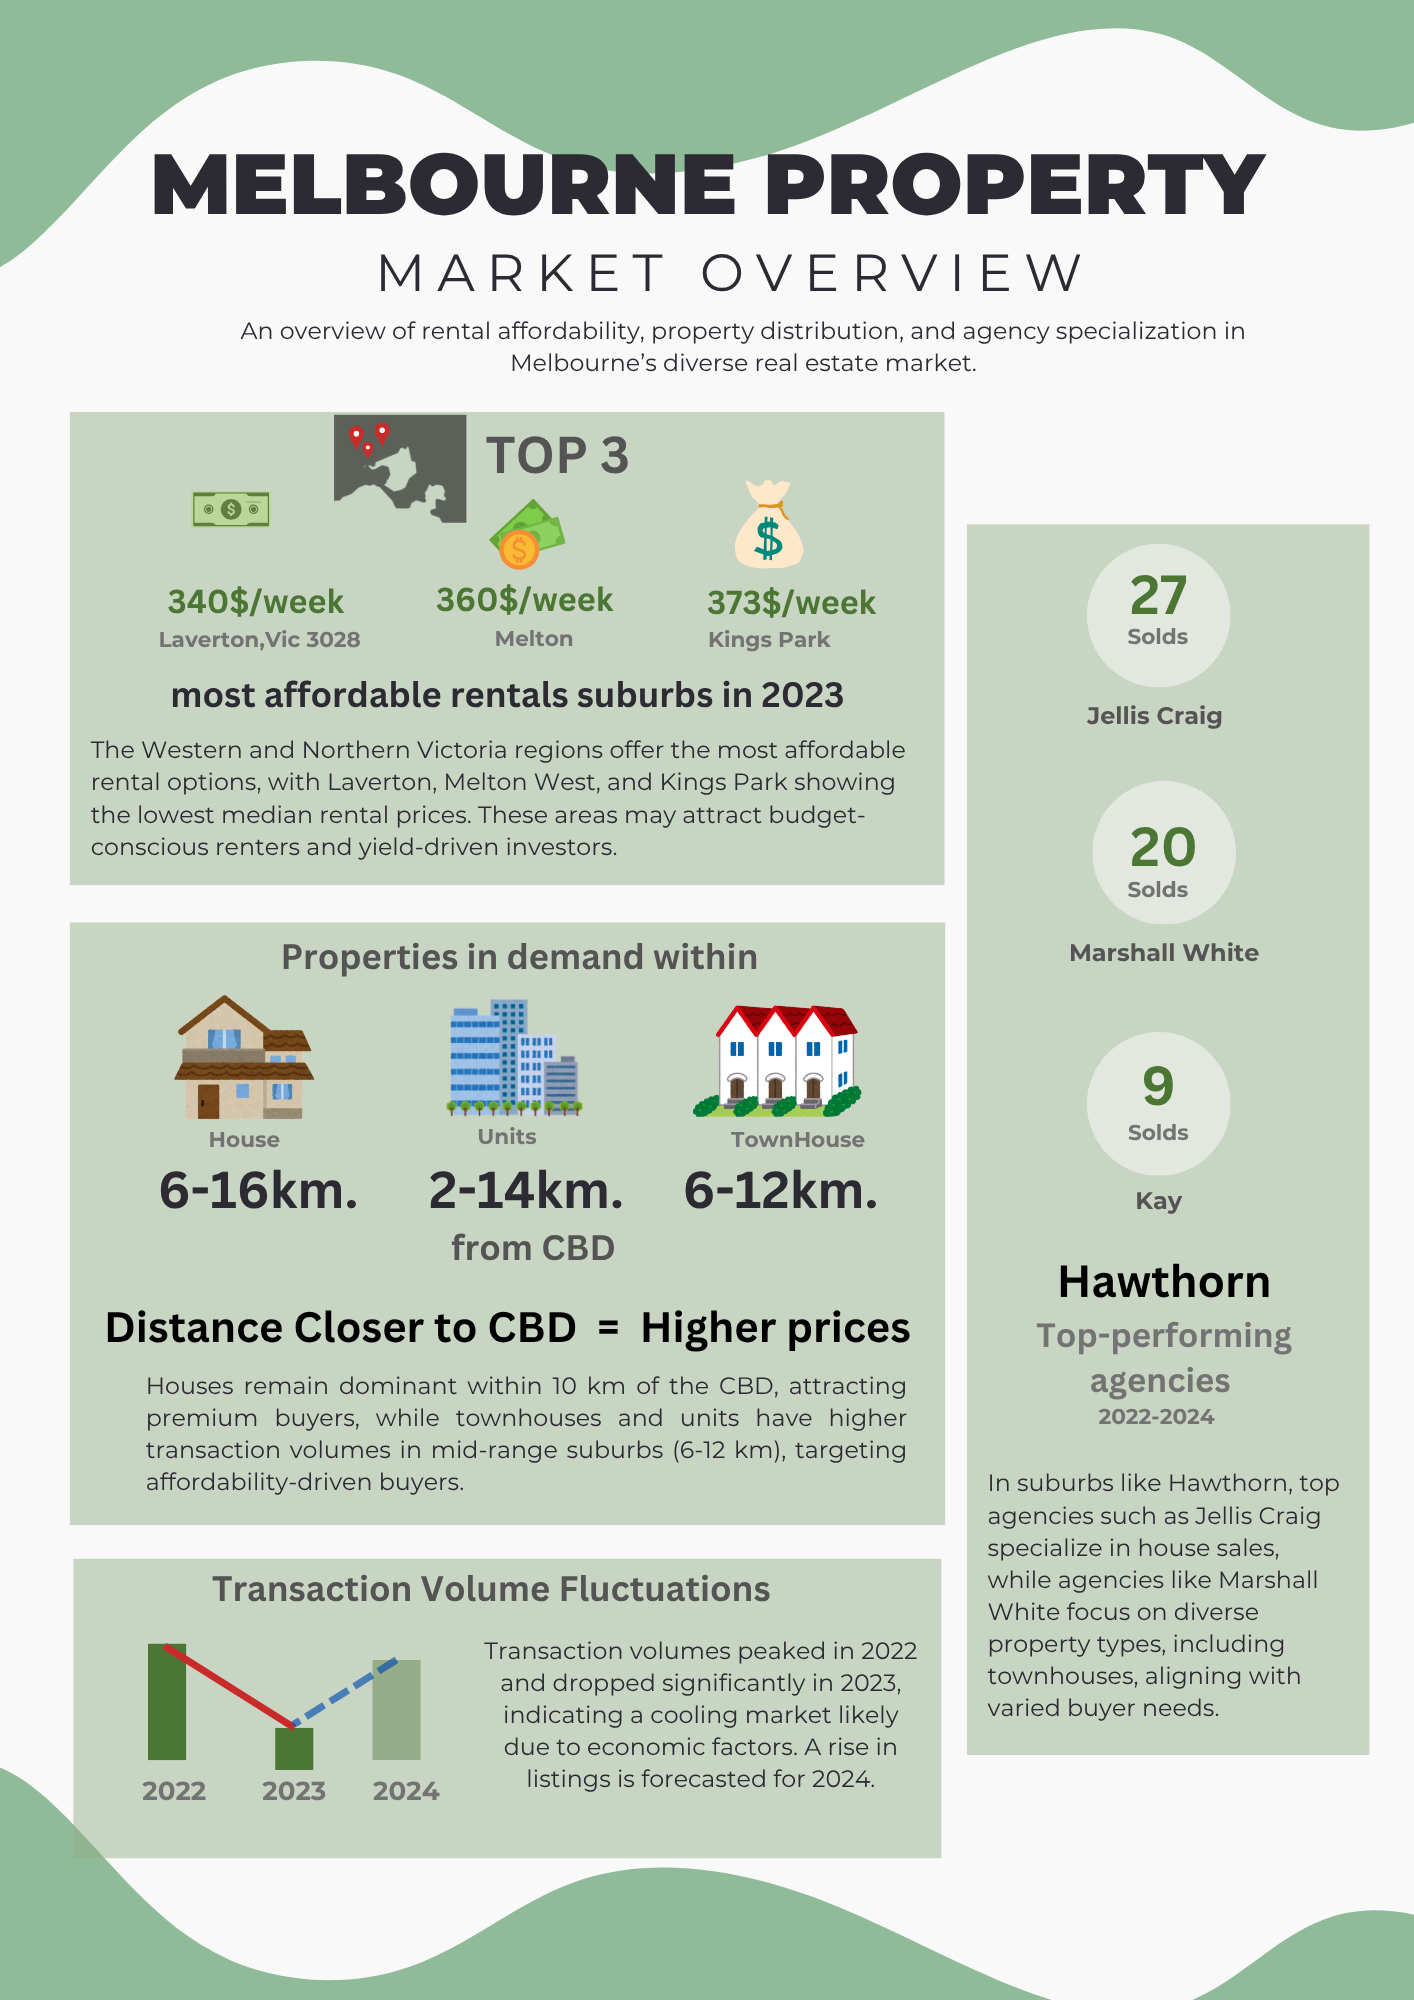 MELBOURNE PROPERTY
MARKET OVERVIEW
An overview of rental affordability, property distribution, and agency specialization in
Melbourne’s diverse real estate market.
TOP 3
340$/week
360$/week
373$/week
Laverton,Vic 3028
Melton
Kings Park
most affordable rentals suburbs in 2023
The Western and Northern Victoria regions offer the most affordable
rental options, with Laverton, Melton West, and Kings Park showing
the lowest median rental prices. These areas may attract budget-
conscious renters and yield-driven investors.
Properties in demand within
House
Units
TownHouse
6-16km.
2-14km.
6-12km.
from CBD
Distance Closer to CBD = Higher prices
Houses remain dominant within 10 km of the CBD, attracting
premium buyers, while townhouses and units have higher
transaction volumes in mid-range suburbs (6-12 km), targeting
affordability-driven buyers.
Transaction Volume Fluctuations
2022
2023
2024
Transaction volumes peaked in 2022
and dropped significantly in 2023,
indicating a cooling market likely
due to economic factors. A rise in
listings is forecasted for 2024.
27
Solds
Jellis Craig
20
Solds
Marshall White
9
Solds
Kay
Hawthorn
Top-performing
agencies
2022-2024
In suburbs like Hawthorn, top
agencies such as Jellis Craig
specialize in house sales,
while agencies like Marshall
White focus on diverse
property types, including
townhouses, aligning with
varied buyer needs.